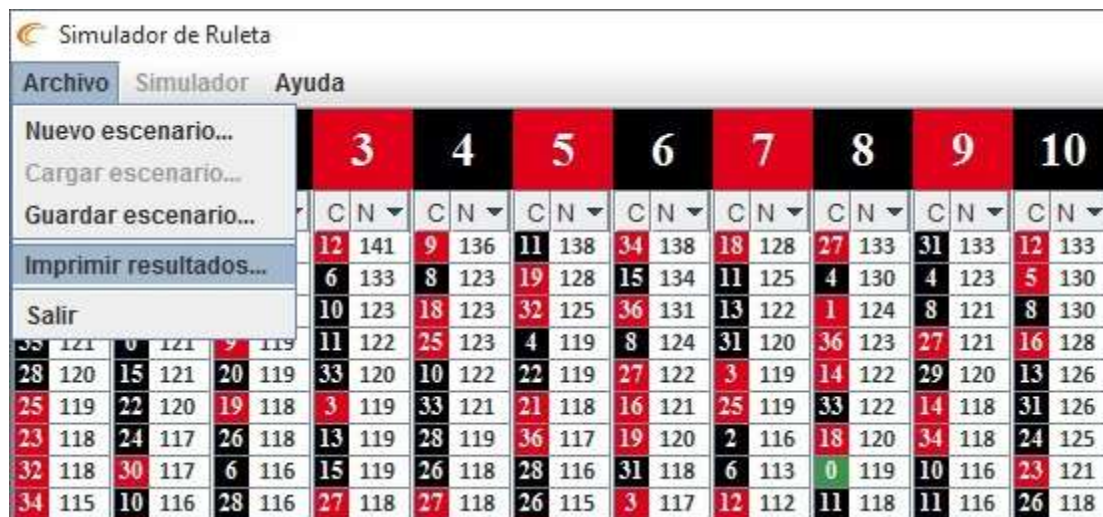 Simulador de Ruleta
Archivo Simulador Ayuda
Nuevo escenario...
Cargar escenario...
Guardar escenario...
Imprimir resultados...
Salir
3 4 5 6 7 8 9 10
C N C N C N C N C N C N C N C N
12 141 9 136 11 138 34 138 18 128 27 133 31 133 12 133
6 133 8 123 19 128 15 134 11 125 4 130 4 123 5 130
10 123 18 123 32 125 36 131 13 122 1 124 8 121 8 130
35 121 6 121 9 119 11 122 25 123 4 119 8 124 31 120 36 123 27 121 16 128
28 120 15 121 20 119 33 120 10 122 22 119 27 122 3 119 14 122 29 120 13 126
25 119 22 120 19 118 3 119 33 121 21 118 16 121 25 119 33 122 14 118 31 126
23 118 24 117 26 118 13 119 28 119 36 117 19 120 2 116 18 120 34 118 24 125
32 118 30 117 6 116 15 119 26 118 28 116 31 118 6 113 0 119 10 116 23 121
34 115 10 116 28 116 27 118 27 118 26 115 3 117 12 112 11 118 11 116 26 118